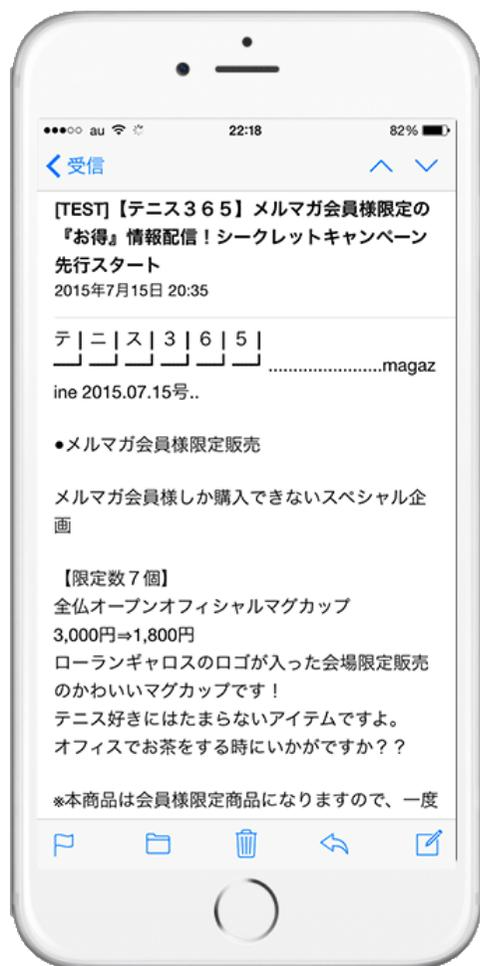 ●●●○○ au 22:18 82%
受信
[TEST]【テニス３６５】メルマガ会員様限定の
『お得』情報配信！シークレットキャンペーン
先行スタート
2015年7月15日 20:35
テ┃ニ┃ス┃３┃６┃５┃
━┛━┛━┛━┛━┛━┛.......................magaz
ine 2015.07.15号..
●メルマガ会員様限定販売
メルマガ会員様しか購入できないスペシャル企
画
【限定数７個】
全仏オープンオフィシャルマグカップ
3,000円⇒1,800円
ローランギャロスのロゴが入った会場限定販売
のかわいいマグカップです！
テニス好きにはたまらないアイテムですよ。
オフィスでお茶をする時にいかがですか？？
※本商品は会員様限定商品になりますので、一度